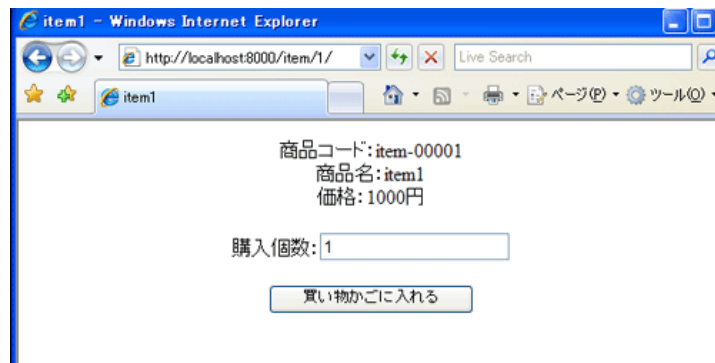 item1 - Windows Internet Explorer
http://localhost:8000/item/1/
Live Search
item1
ページ(P)
ツール(O)
商品コード:item-00001
商品名:item1
価格:1000円
購入個数:1
買い物かごに入れる